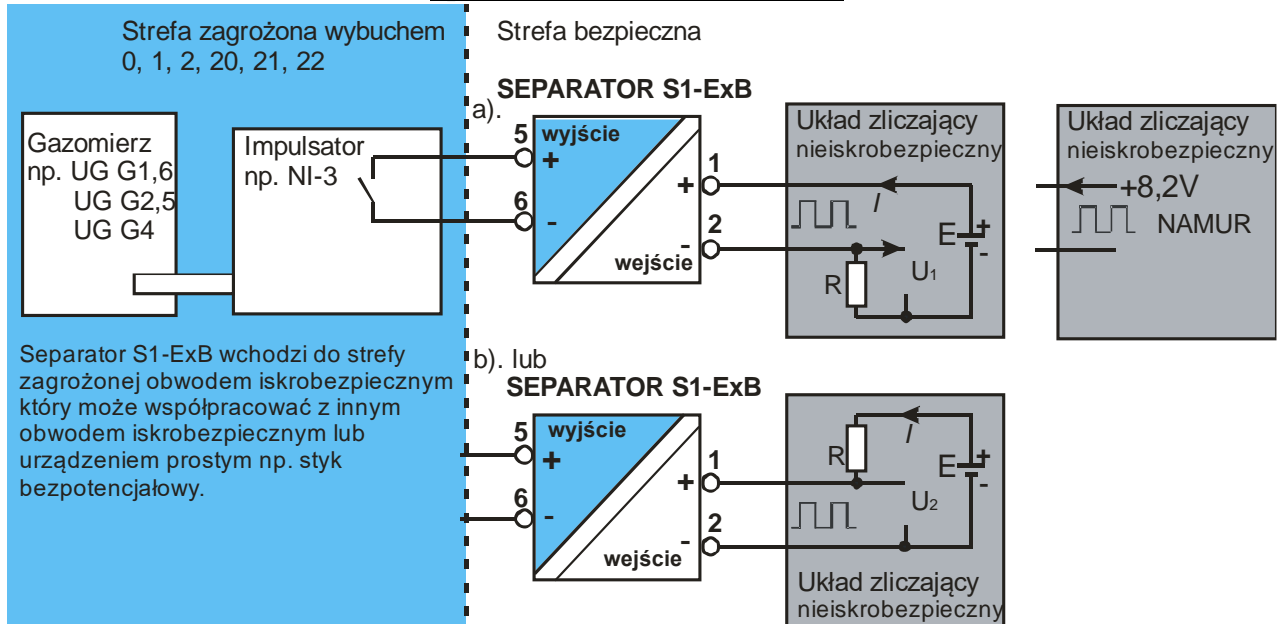 Strefa zagrożona wybuchem
0, 1, 2, 20, 21, 22
Strefa bezpieczna
Gazomierz
np. UG G1,6
UG G2,5
UG G4
Impulsator
np. NI-3
a).
SEPARATOR S1-ExB
5
wyjście
+
6
-
1
+
2
-
wejście
Układ zliczający
nieiskrobezpieczny
I
E
+
-
R
U1
Układ zliczający
nieiskrobezpieczny
+8,2V
NAMUR
Separator S1-ExB wchodzi do strefy
zagrożonej obwodem iskrobezpiecznym
który może współpracować z innym
obwodem iskrobezpiecznym lub
urządzeniem prostym np. styk
bezpotencjałowy.
b). lub
SEPARATOR S1-ExB
5
wyjście
+
6
-
1
+
2
-
wejście
R
I
E
+
-
U2
Układ zliczający
nieiskrobezpieczny